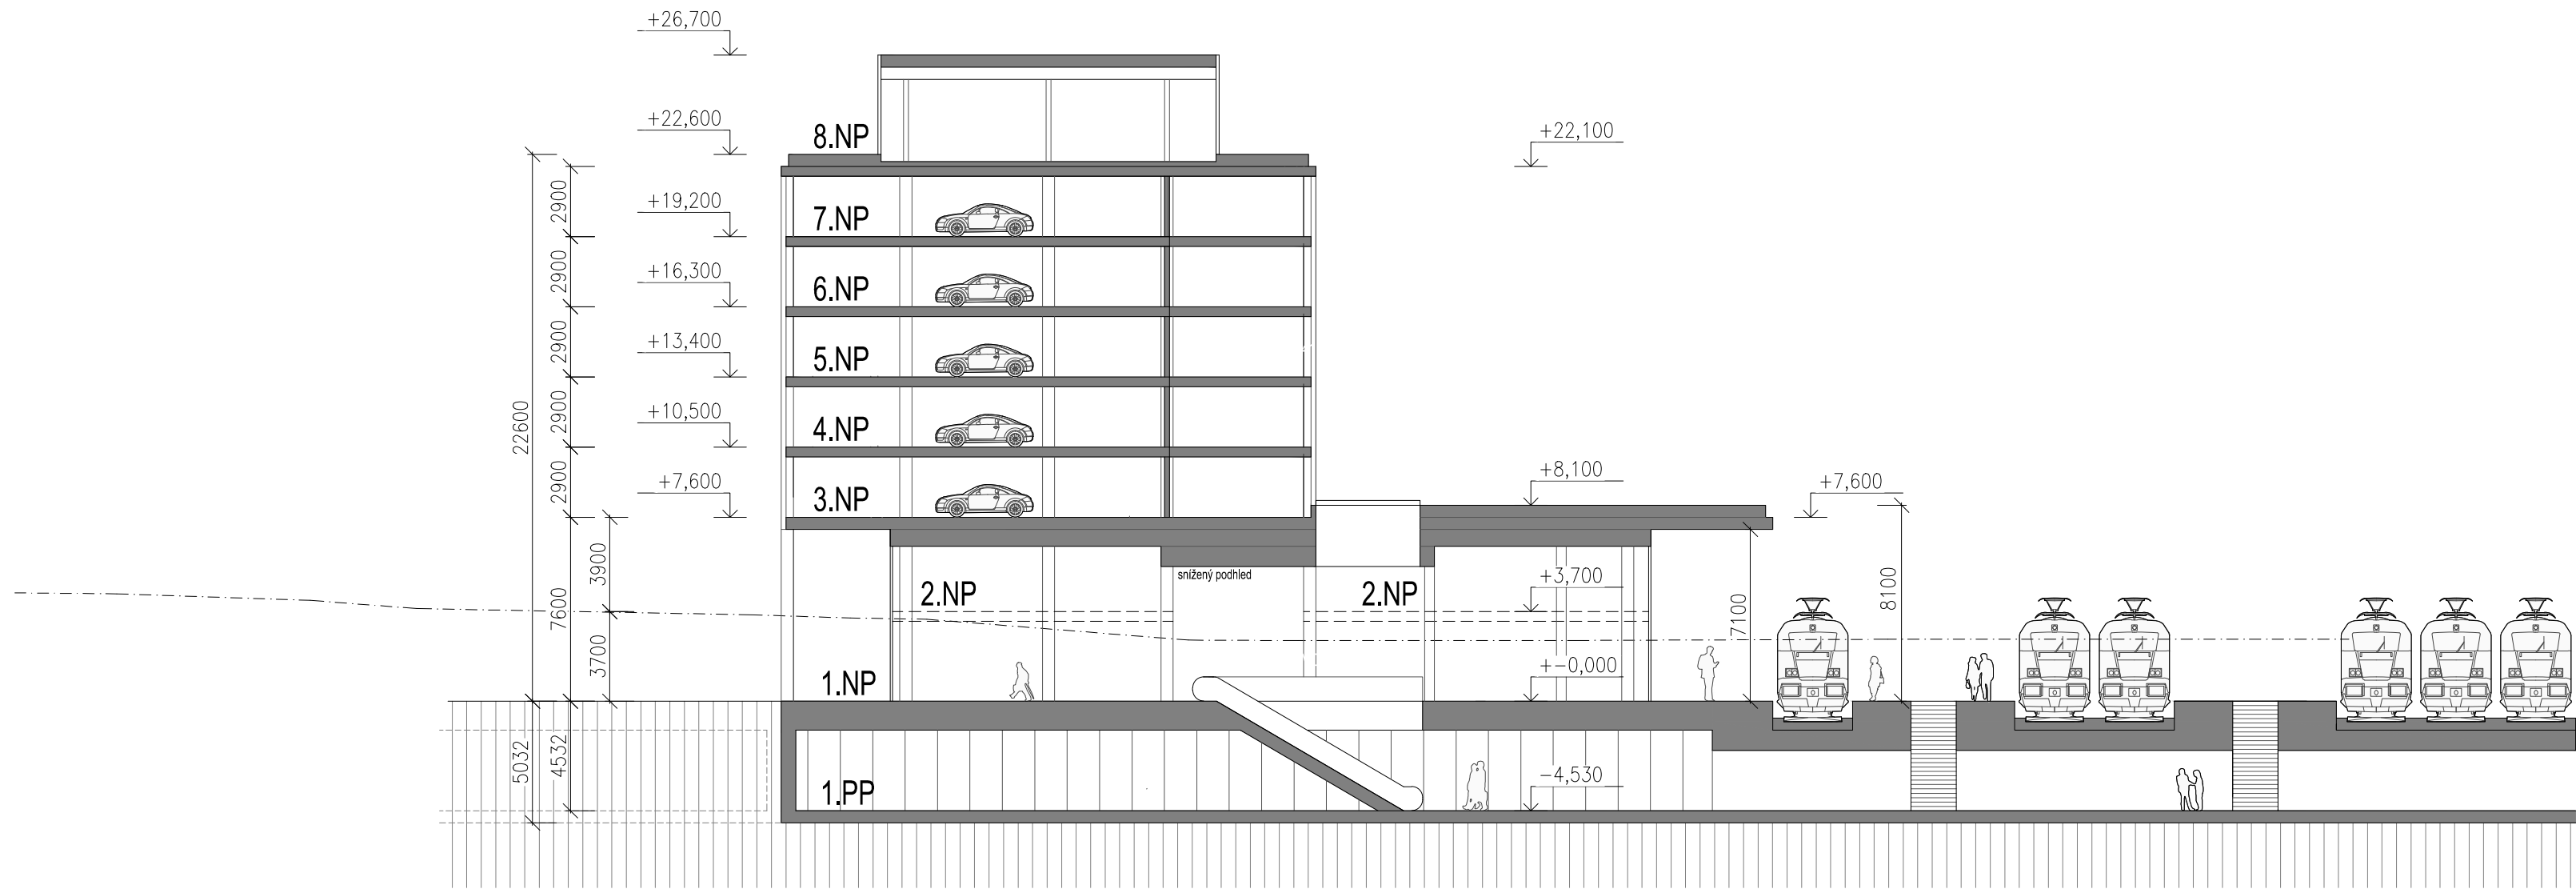 +26,700
+22,600
8.NP
+22,100
2900
+19,200
7.NP
2900
+16,300
6.NP
2900
+13,400
5.NP
22600
2900
+10,500
4.NP
2900
+7,600
3.NP
+8,100
+7,600
3900
7600
3700
snížený podhled
2.NP
2.NP
+3,700
7100
8100
1.NP
+-0,000
5032
4532
1.PP
-4,530